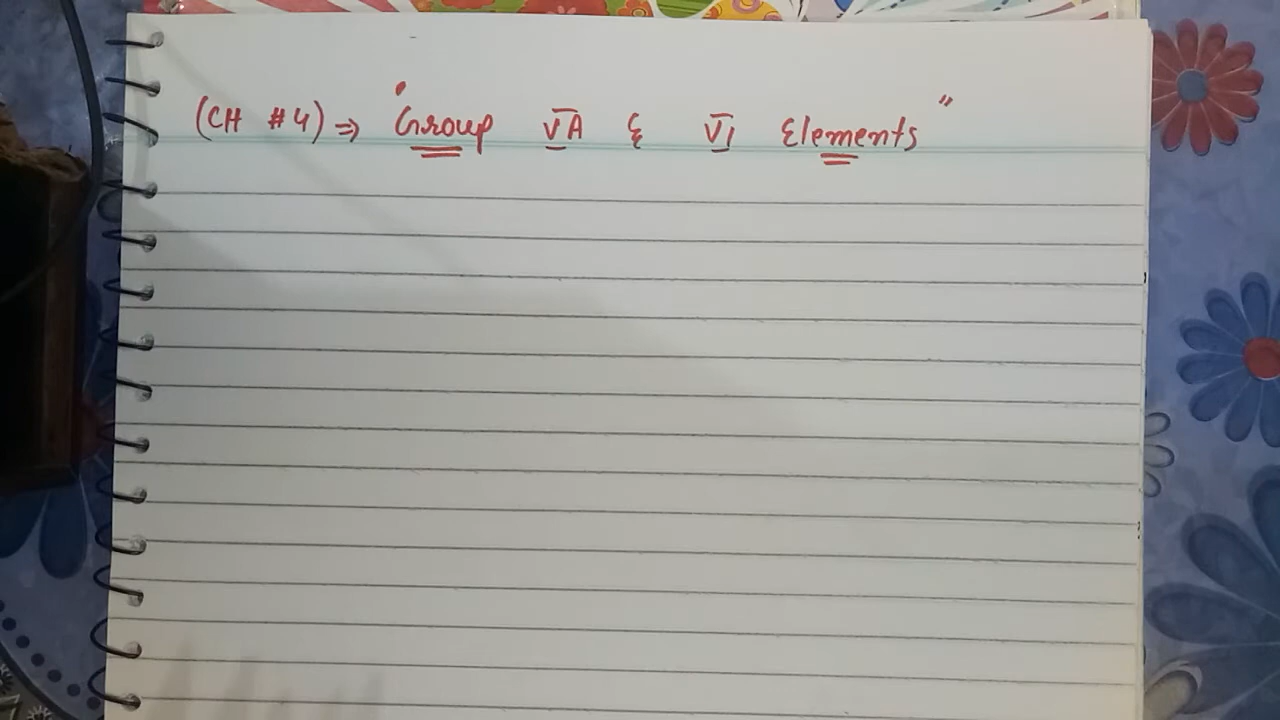 (CH #4) ⇒ "Group VA & VI Elements"